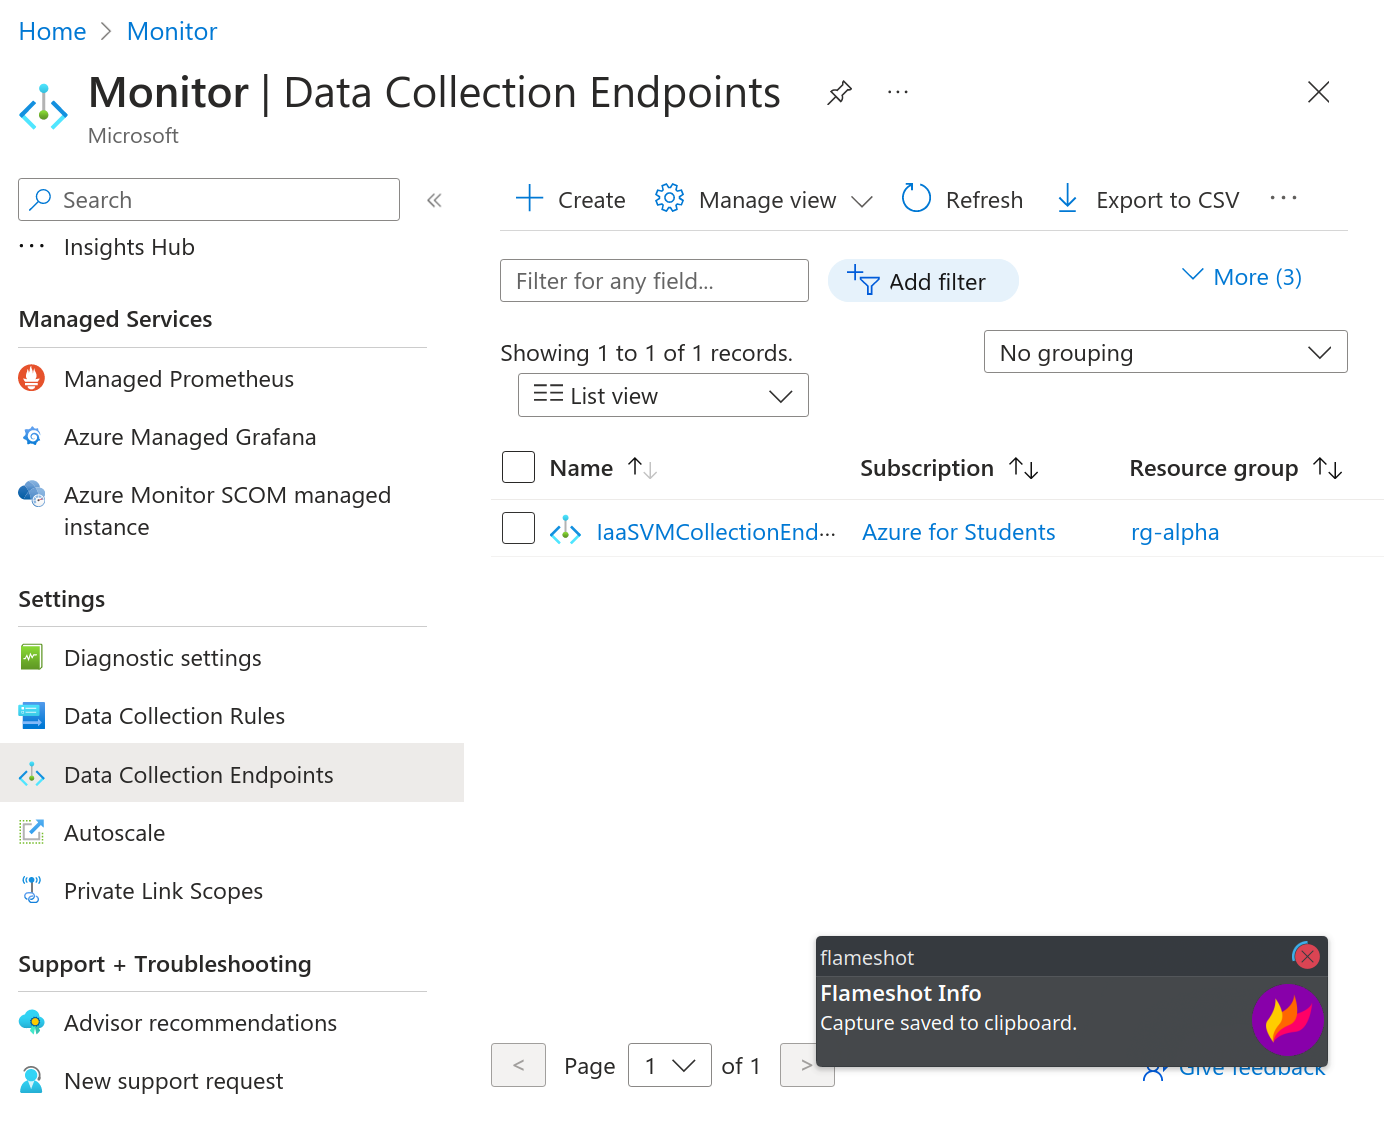 Home > Monitor
Monitor | Data Collection Endpoints
Microsoft
Search
Insights Hub
Managed Services
Managed Prometheus
Azure Managed Grafana
Azure Monitor SCOM managed
instance
Settings
Diagnostic settings
Data Collection Rules
Data Collection Endpoints
Autoscale
Private Link Scopes
Support + Troubleshooting
Advisor recommendations
New support request
Create Manage view Refresh Export to CSV
Filter for any field... Add filter More (3)
Showing 1 to 1 of 1 records. No grouping
List view
Name Subscription Resource group
IaaSVMCollectionEnd... Azure for Students rg-alpha
flameshot
Flameshot Info
Capture saved to clipboard.
< Page 1 of 1 >
Give feedback